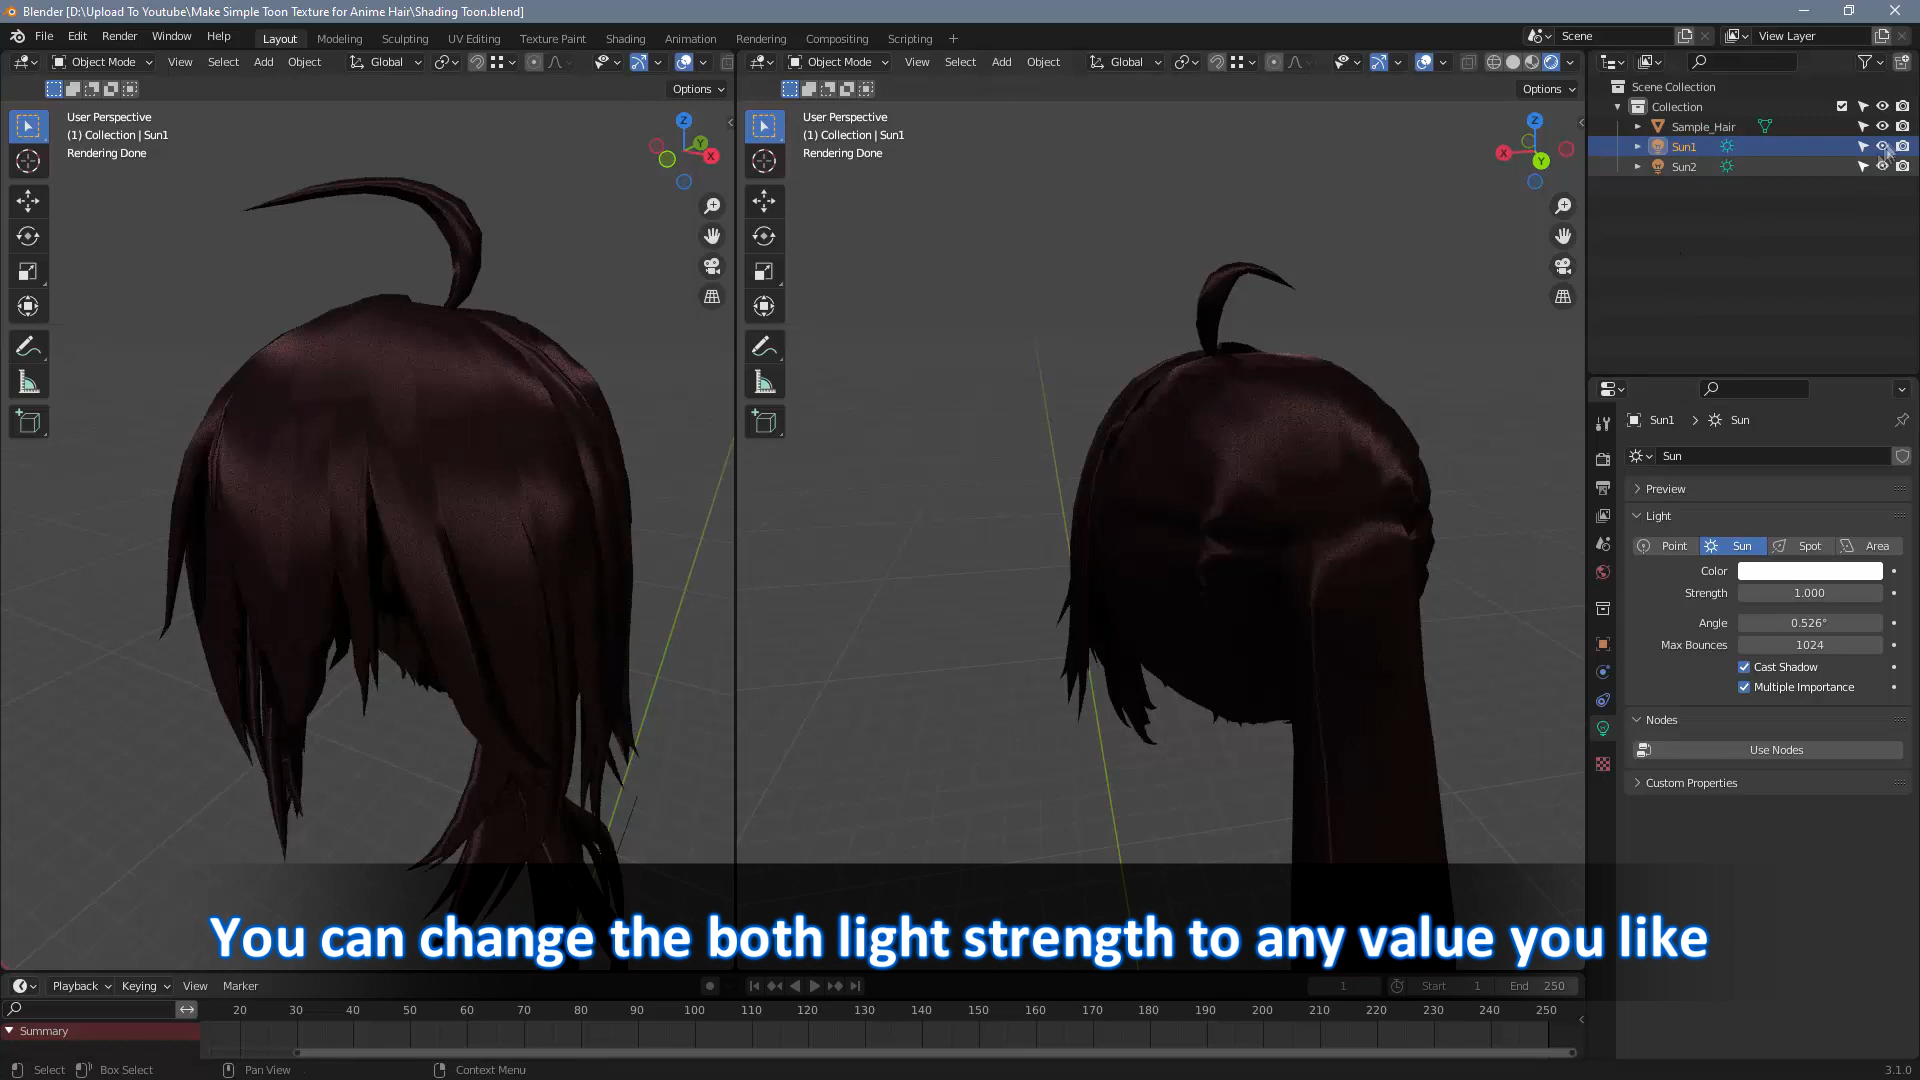 Blender [D:\Upload To Youtube\Make Simple Toon Texture for Anime Hair\Shading Toon.blend]
File Edit Render Window Help Layout Modeling Sculpting UV Editing Texture Paint Shading Animation Rendering Compositing Scripting + Scene View Layer
Object Mode View Select Add Object Global Object Mode View Select Add Object Global
Options Options
User Perspective
(1) Collection | Sun1
Rendering Done
Z
Y
X
User Perspective
(1) Collection | Sun1
Rendering Done
Z
X
Y
Scene Collection
Collection
Sample_Hair
Sun1
Sun2
Sun1 > Sun
Sun
Preview
Light
Point Sun Spot Area
Color
Strength 1.000
Angle 0.526°
Max Bounces 1024
Cast Shadow
Multiple Importance
Nodes
Use Nodes
Custom Properties
You can change the both light strength to any value you like
Playback Keying View Marker 1 Start 1 End 250
20 30 40 50 60 70 80 90 100 110 120 130 140 150 160 170 180 190 200 210 220 230 240 250
Summary
Select Box Select Pan View Context Menu 3.1.0